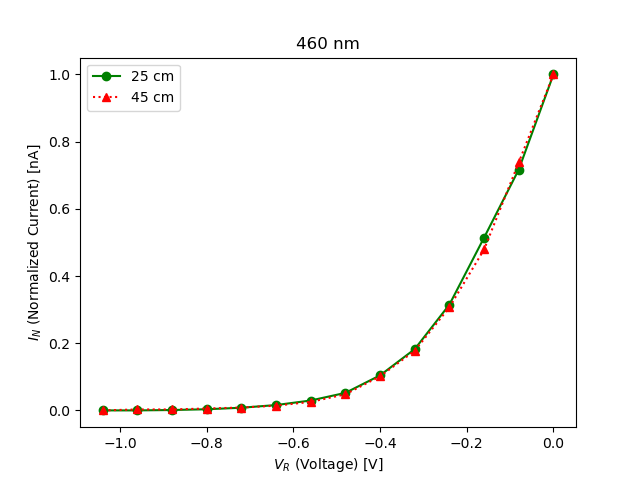 460 nm
25 cm
45 cm
1.0
0.8
0.6
0.4
0.2
0.0
I_N (Normalized Current) [nA]
−1.0 −0.8 −0.6 −0.4 −0.2 0.0
V_R (Voltage) [V]